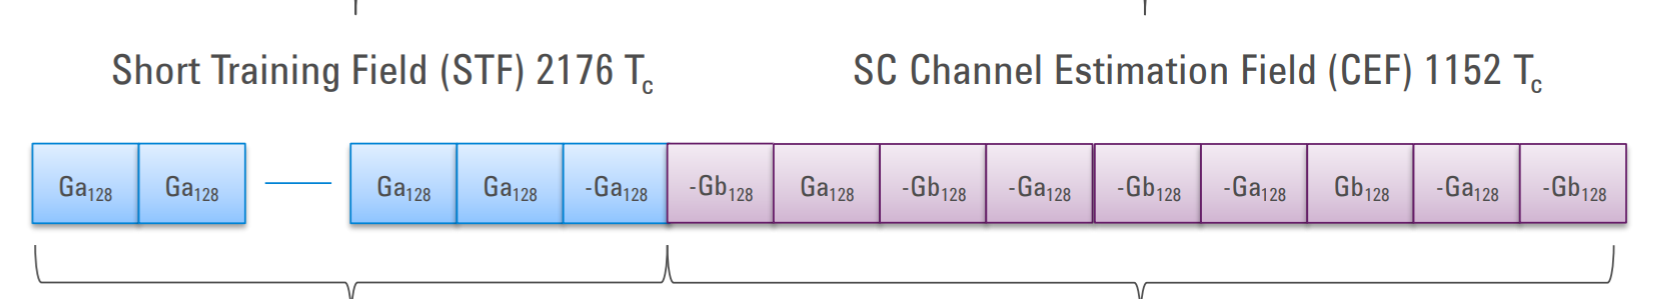 Short Training Field (STF) 2176 Tc SC Channel Estimation Field (CEF) 1152 Tc
Ga128 Ga128 Ga128 Ga128 -Ga128 -Gb128 Ga128 -Gb128 -Ga128 -Gb128 -Ga128 Gb128 -Ga128 -Gb128